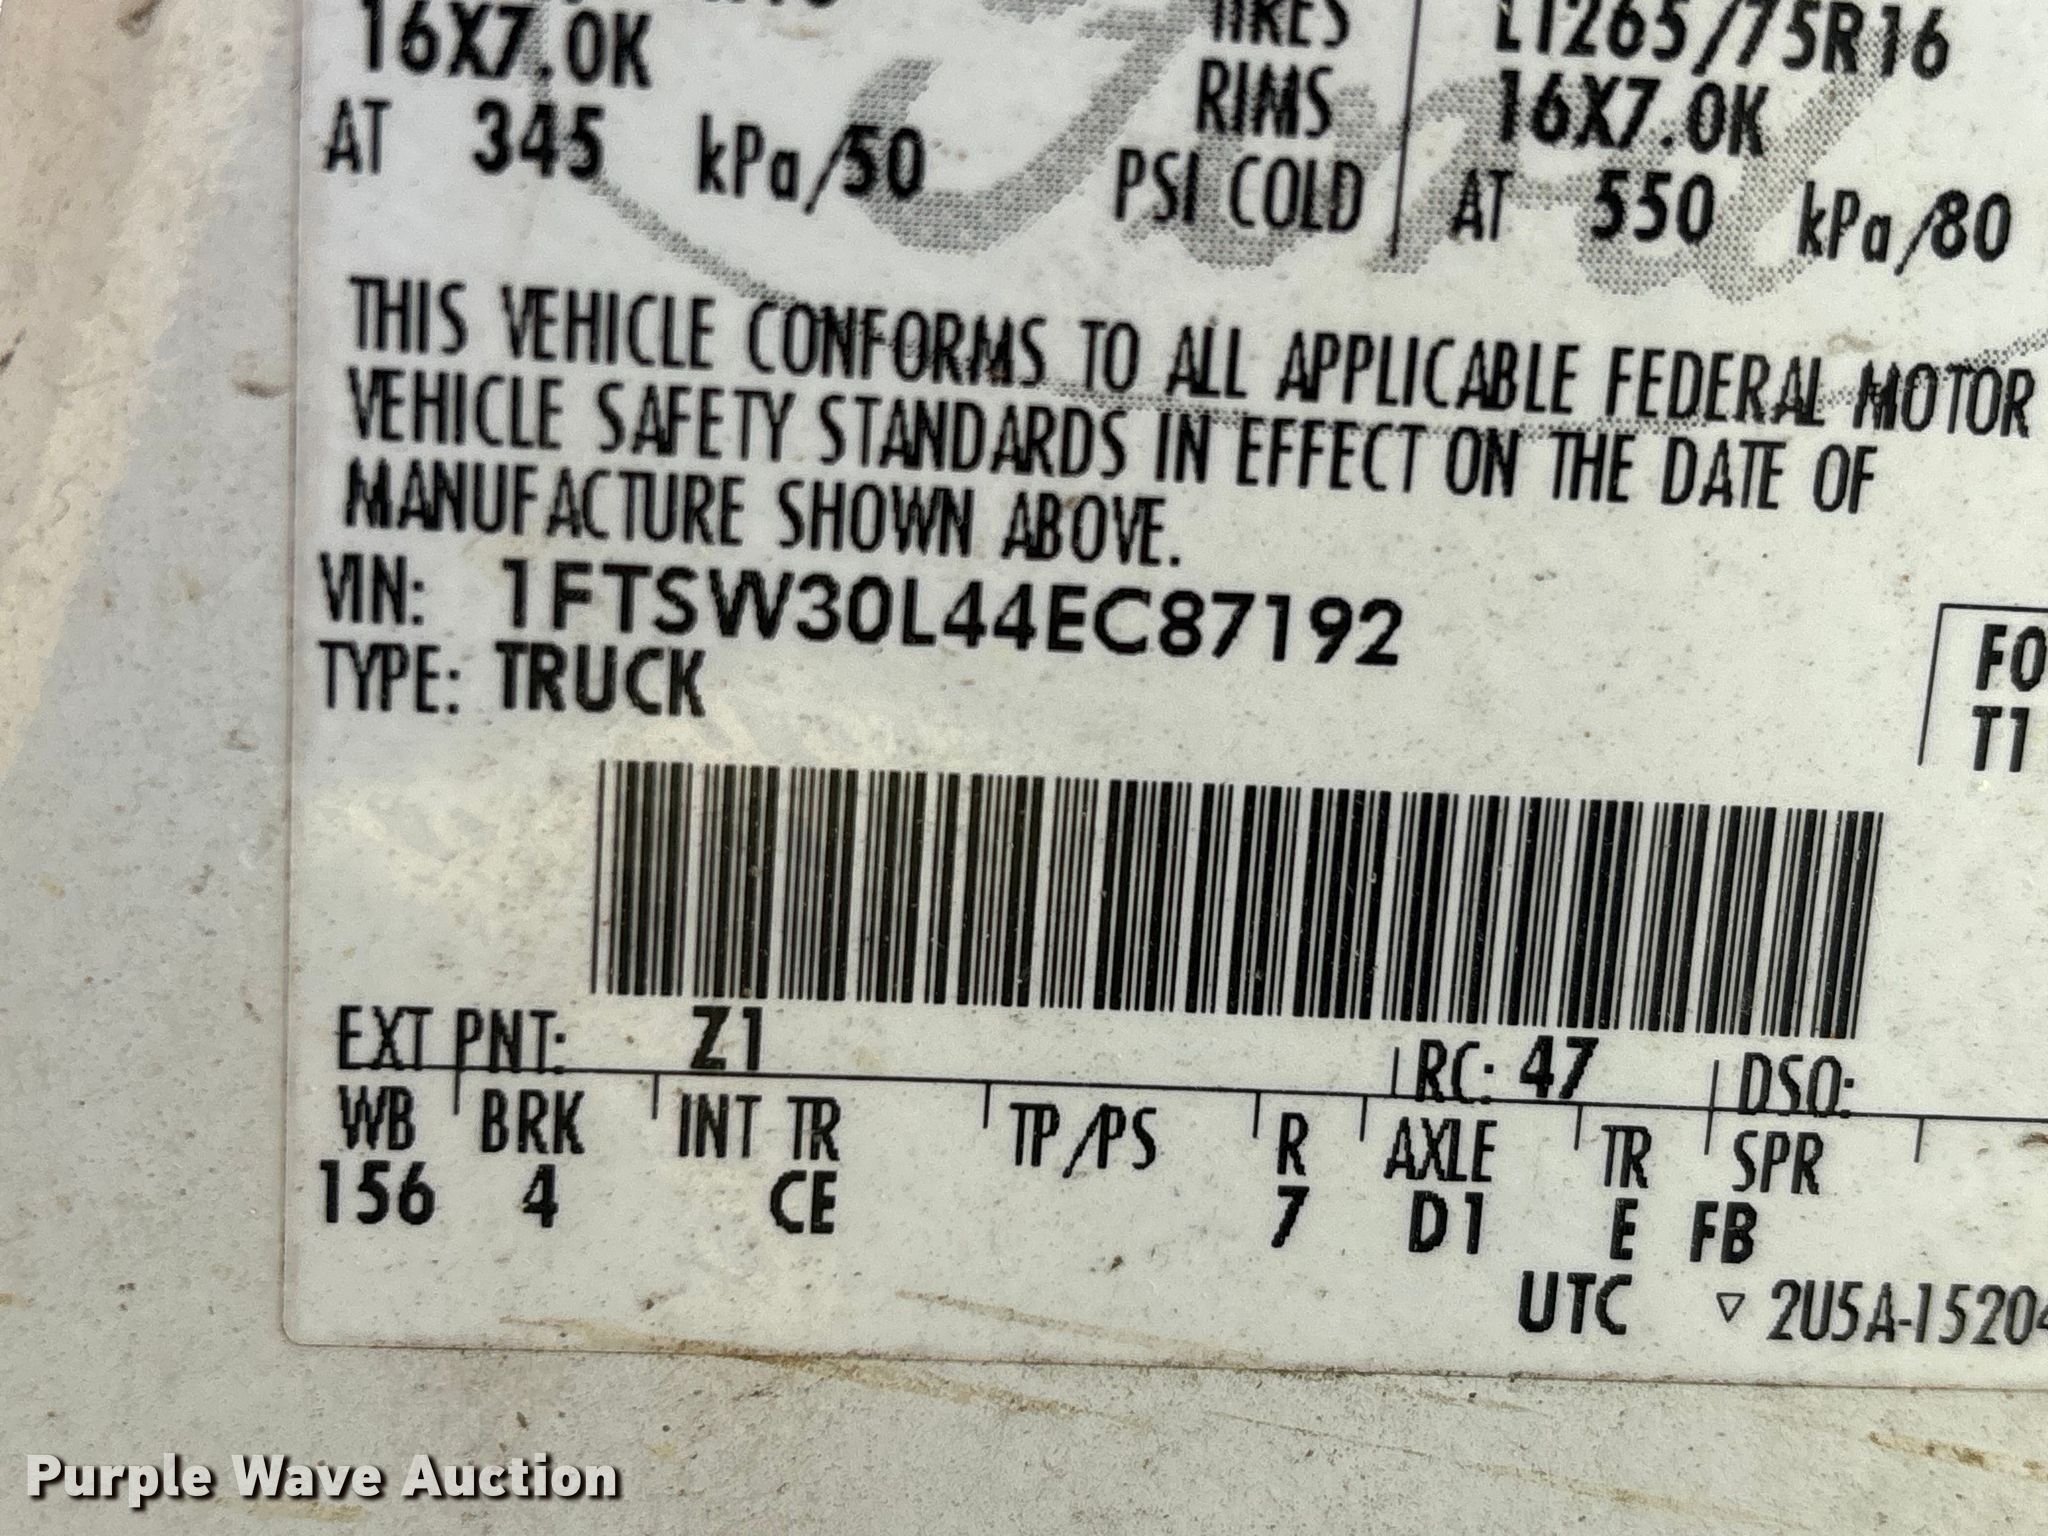 16X7.0K
TIRES
LT265/75R16
RIMS
16X7.0K
AT 345 kPa/50
PSI COLD
AT 550 kPa/80
THIS VEHICLE CONFORMS TO ALL APPLICABLE FEDERAL MOTOR
VEHICLE SAFETY STANDARDS IN EFFECT ON THE DATE OF
MANUFACTURE SHOWN ABOVE.
VIN: 1FTSW30L44EC87192
TYPE: TRUCK
FO
T1
EXT PNT: Z1
RC: 47
DSO:
WB BRK INT TR TP/PS R AXLE TR SPR
156 4 CE 7 D1 E FB
UTC ▽ 2U5A-15204
Purple Wave Auction